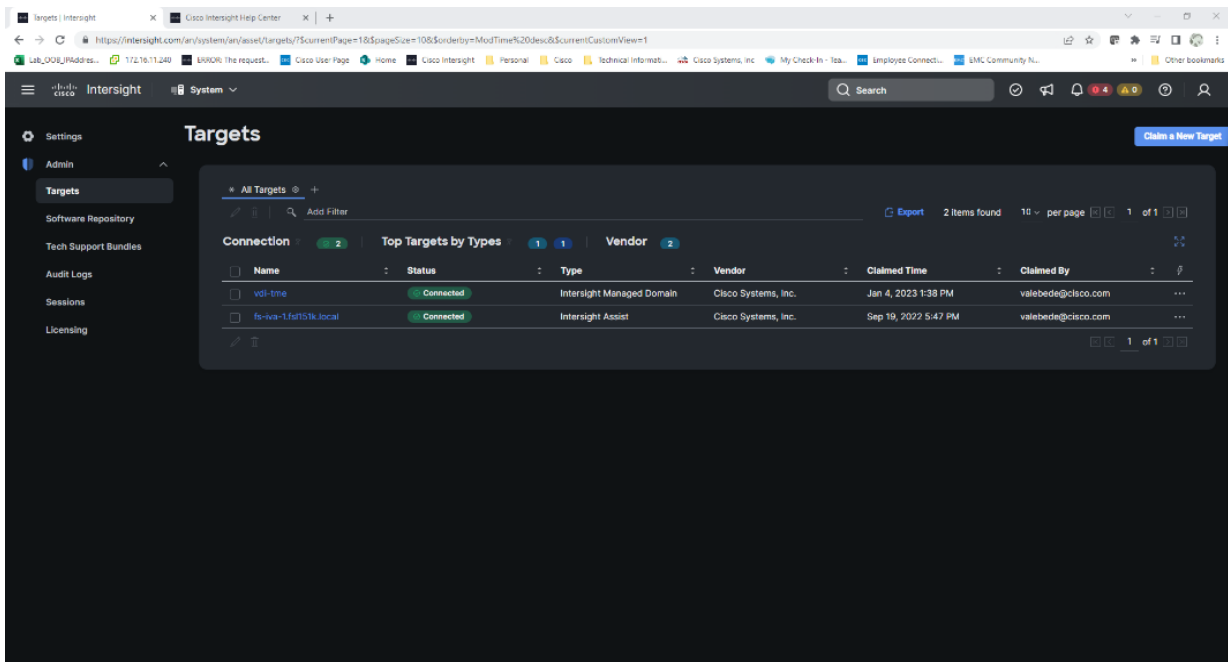 Targets | Intersight
Cisco Intersight Help Center
https://intersight.com/an/system/an/asset/targets/?$currentPage=1&$pageSize=10&$orderby=ModTime%20desc&$currentCustomView=1
Lab_OOB_IPAddres... 172.16.11.240 ERROR: The request... Cisco User Page Home Cisco Intersight Personal Cisco Technical Informati... Cisco Systems, Inc My Check-In - Tea... Employee Connecti... EMC Community N... Other bookmarks
cisco Intersight System Search 4 0
Settings
Targets
Claim a New Target
Admin
Targets
Software Repository
Tech Support Bundles
Audit Logs
Sessions
Licensing
All Targets
Add Filter Export 2 items found 10 per page 1 of 1
Connection 2 Top Targets by Types 1 1 Vendor 2
Name Status Type Vendor Claimed Time Claimed By
vdi-tme Connected Intersight Managed Domain Cisco Systems, Inc. Jan 4, 2023 1:38 PM valebede@cisco.com
fs-iva-1.fsl151k.local Connected Intersight Assist Cisco Systems, Inc. Sep 19, 2022 5:47 PM valebede@cisco.com
1 of 1